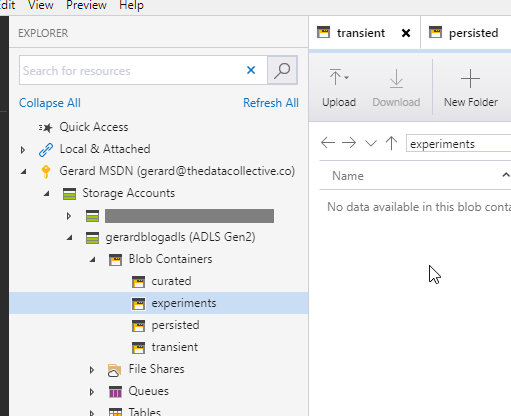 dit View Help
EXPLORER
Search for resources
Collapse All Refresh All
Quick Access
Local & Attached
Gerard MSDN (gerard@thedatacollective.co)
Storage Accounts
gerardblogadls (ADLS Gen2)
Blob Containers
curated
experiments
persisted
transient
File Shares
Queues
Tables
transient persisted
Upload Download New Folder
experiments
Name
No data available in this blob conta